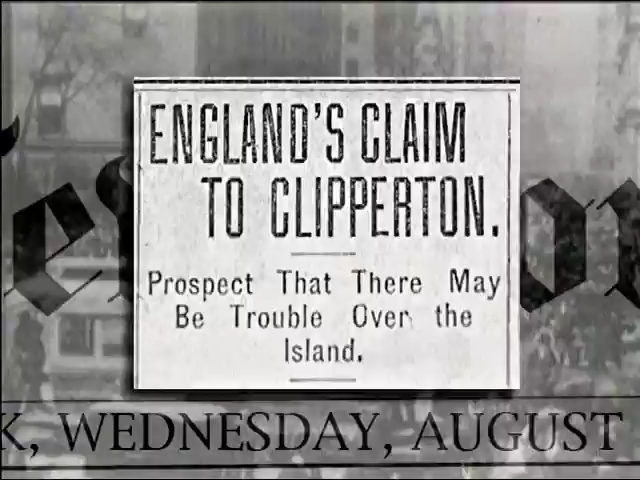 ENGLAND'S CLAIM
TO CLIPPERTON.
Prospect That There May
Be Trouble Over the
Island.
K, WEDNESDAY, AUGUST